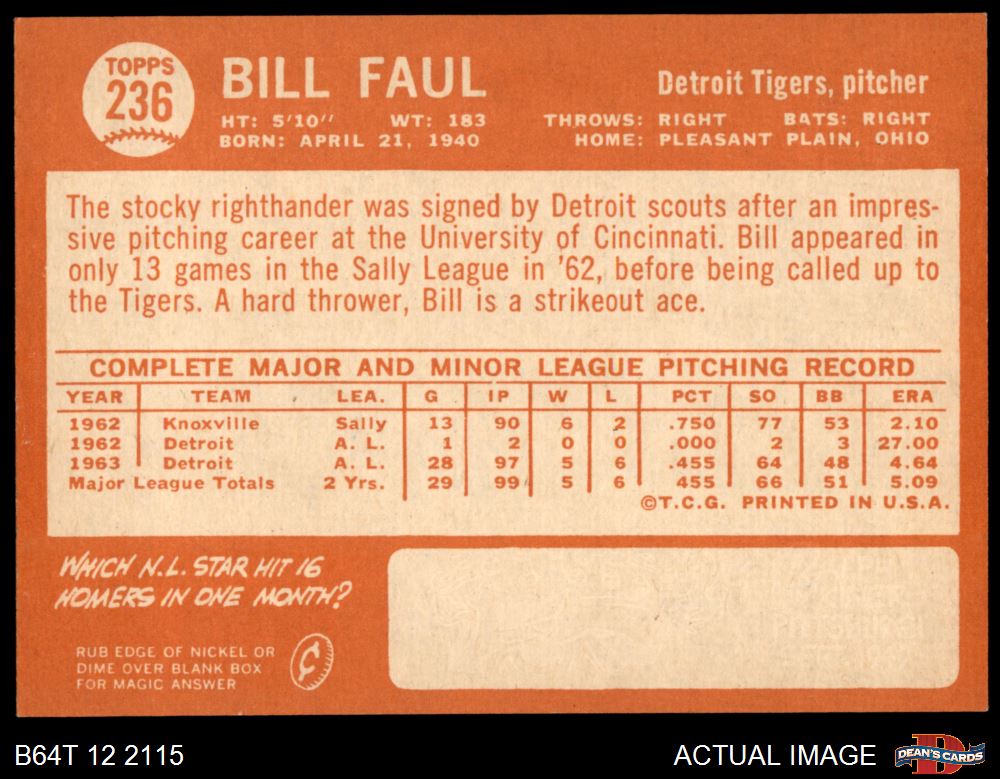 TOPPS
236
BILL FAUL
Detroit Tigers, pitcher
HT: 5'10" WT: 183
THROWS: RIGHT BATS: RIGHT
BORN: APRIL 21, 1940
HOME: PLEASANT PLAIN, OHIO
The stocky righthander was signed by Detroit scouts after an impres-
sive pitching career at the University of Cincinnati. Bill appeared in
only 13 games in the Sally League in '62, before being called up to
the Tigers. A hard thrower, Bill is a strikeout ace.
COMPLETE MAJOR AND MINOR LEAGUE PITCHING RECORD
YEAR TEAM LEA. G IP W L PCT SO BB ERA
1962 Knoxville Sally 13 90 6 2 .750 77 53 2.10
1962 Detroit A. L. 1 2 0 0 .000 2 3 27.00
1963 Detroit A. L. 28 97 5 6 .455 64 48 4.64
Major League Totals 2 Yrs. 29 99 5 6 455 66 51 5.09
©T.C.G. PRINTED IN U.S.A.
WHICH N.L. STAR HIT 16
HOMERS IN ONE MONTH?
RUB EDGE OF NICKEL OR
DIME OVER BLANK BOX
FOR MAGIC ANSWER
¢
B64T 12 2115
ACTUAL IMAGE
DEAN'S CARDS